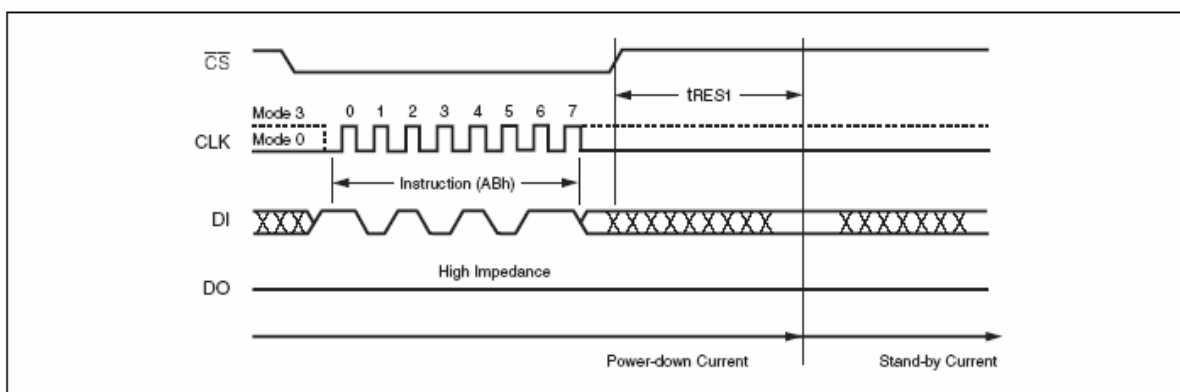 CS
tRES1
Mode 3 0 1 2 3 4 5 6 7
CLK Mode 0
Instruction (ABh)
DI
High Impedance
DO
Power-down Current Stand-by Current